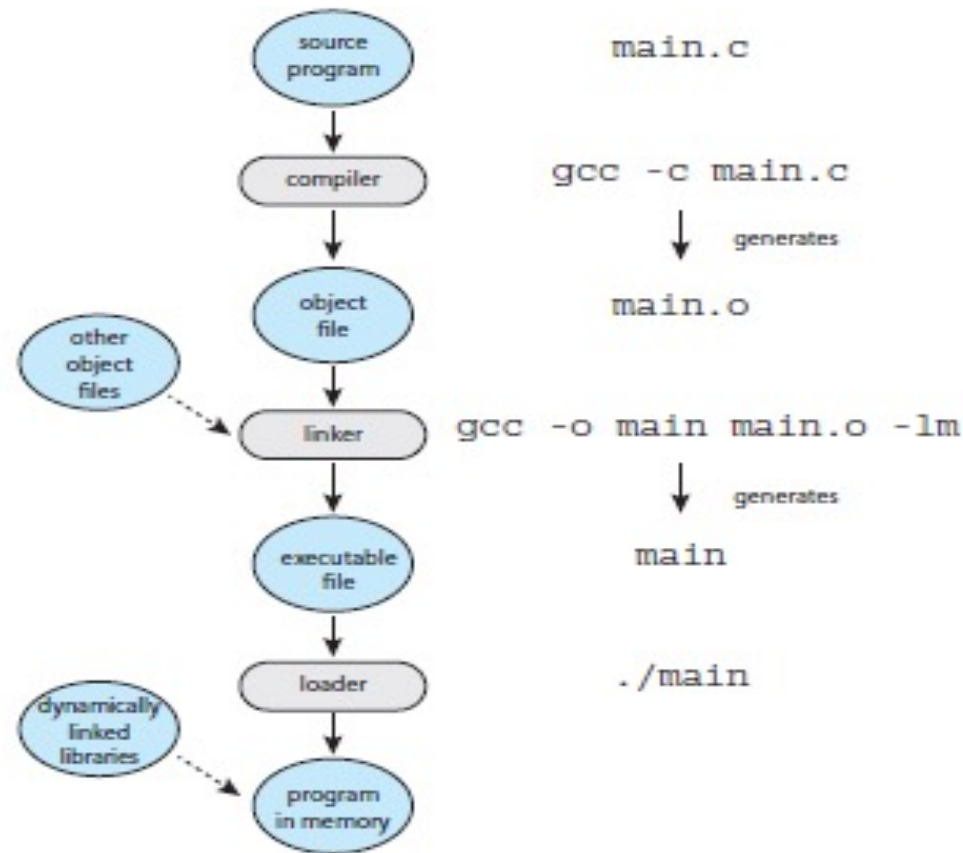 source
program
main.c
compiler
gcc -c main.c
generates
object
file
main.o
other
object
files
linker
gcc -o main main.o -lm
generates
executable
file
main
loader
./main
dynamically
linked
libraries
program
in memory